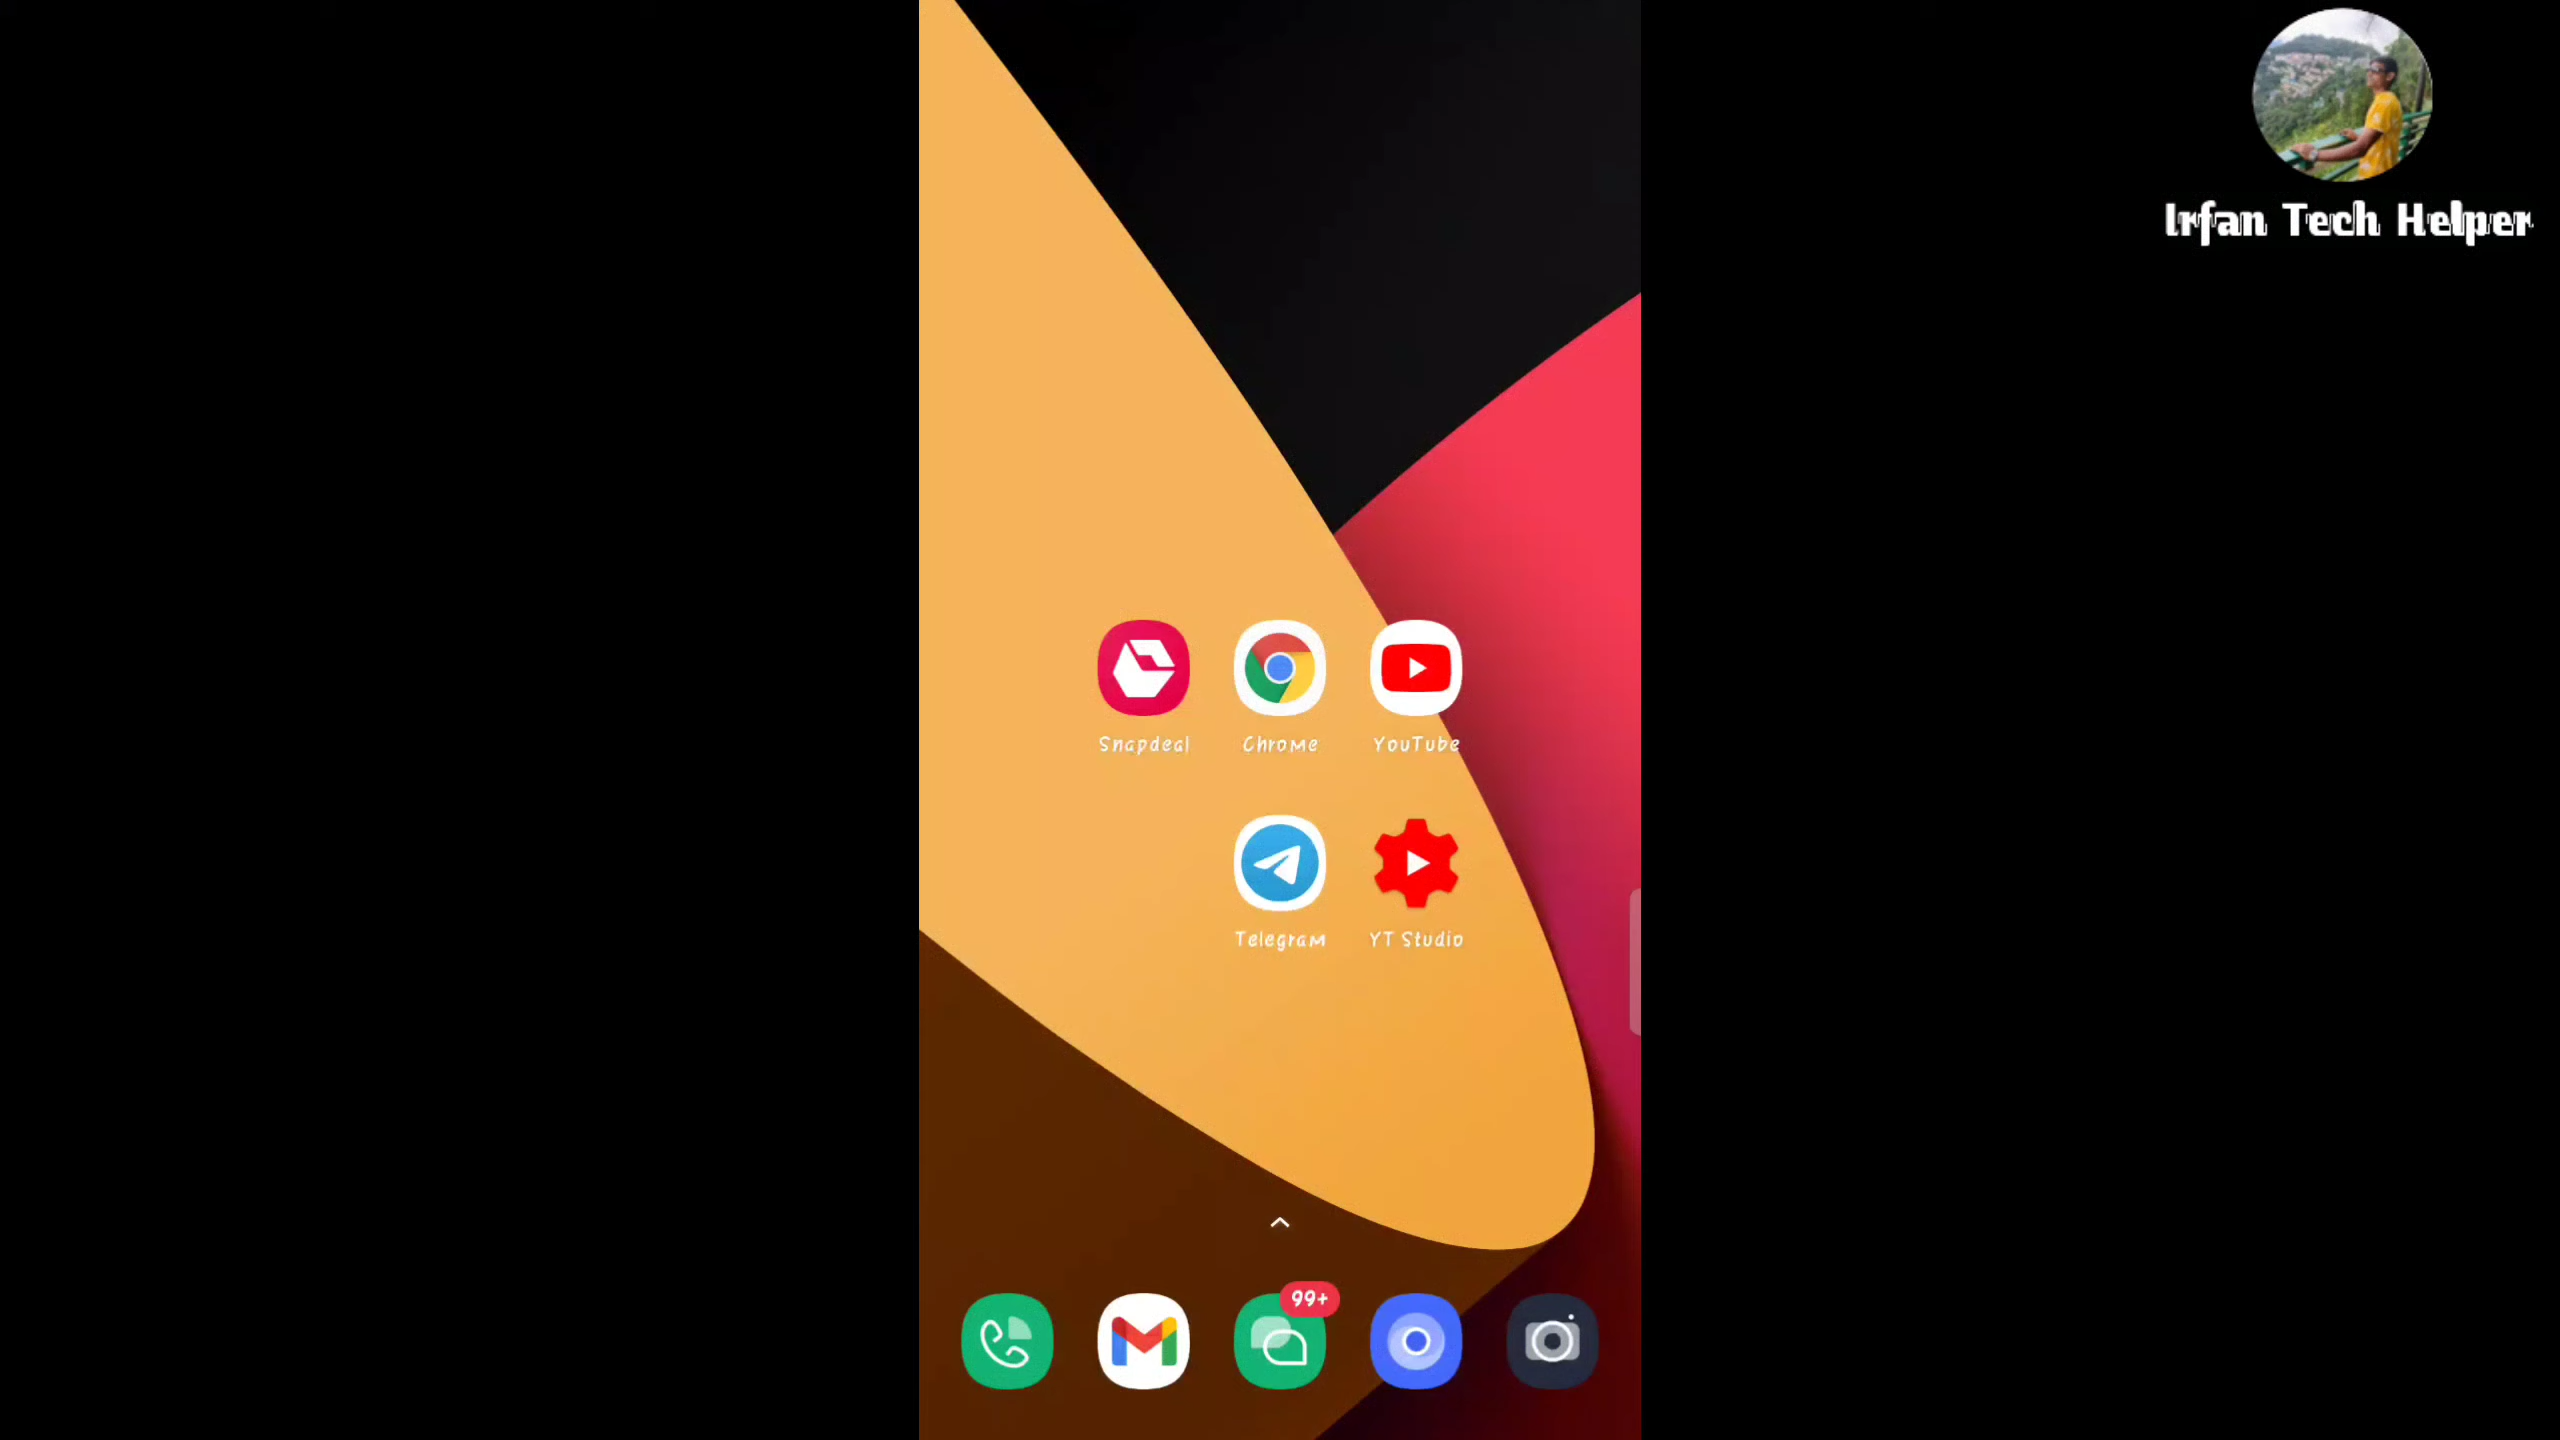 Irfan Tech Helper
Snapdeal
Chrome
YouTube
Telegram
YT Studio
99+